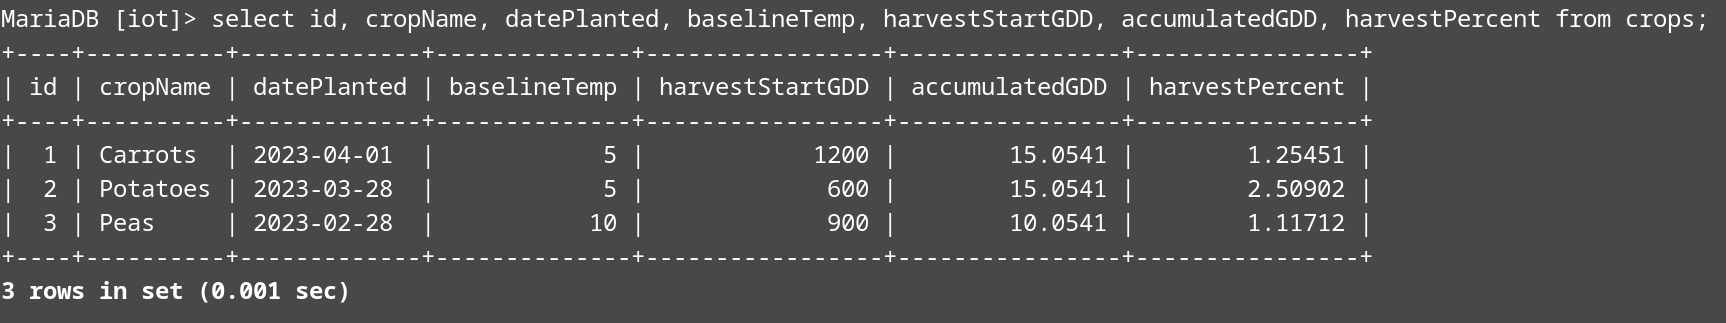 MariaDB [iot]> select id, cropName, datePlanted, baselineTemp, harvestStartGDD, accumulatedGDD, harvestPercent from crops;
+----+----------+-------------+--------------+-----------------+----------------+----------------+
| id | cropName | datePlanted | baselineTemp | harvestStartGDD | accumulatedGDD | harvestPercent |
+----+----------+-------------+--------------+-----------------+----------------+----------------+
|  1 | Carrots  | 2023-04-01  |            5 |            1200 |        15.0541 |        1.25451 |
|  2 | Potatoes | 2023-03-28  |            5 |             600 |        15.0541 |        2.50902 |
|  3 | Peas     | 2023-02-28  |           10 |             900 |        10.0541 |        1.11712 |
+----+----------+-------------+--------------+-----------------+----------------+----------------+
3 rows in set (0.001 sec)